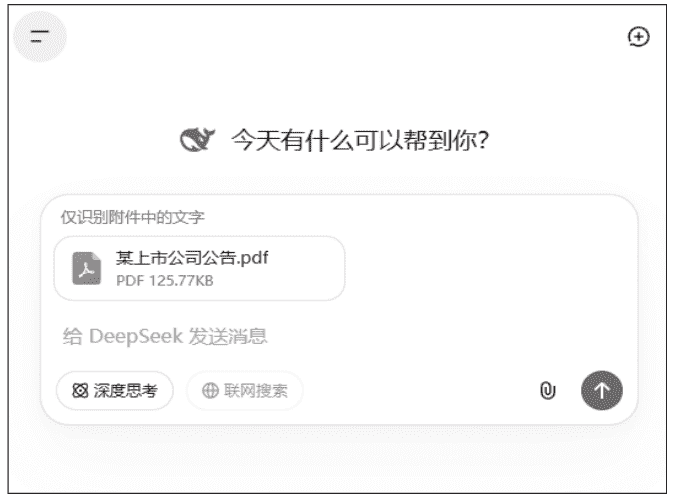 今天有什么可以帮到你?
仅识别附件中的文字
某上市公司公告.pdf
PDF 125.77KB
给 DeepSeek 发送消息
深度思考
联网搜索